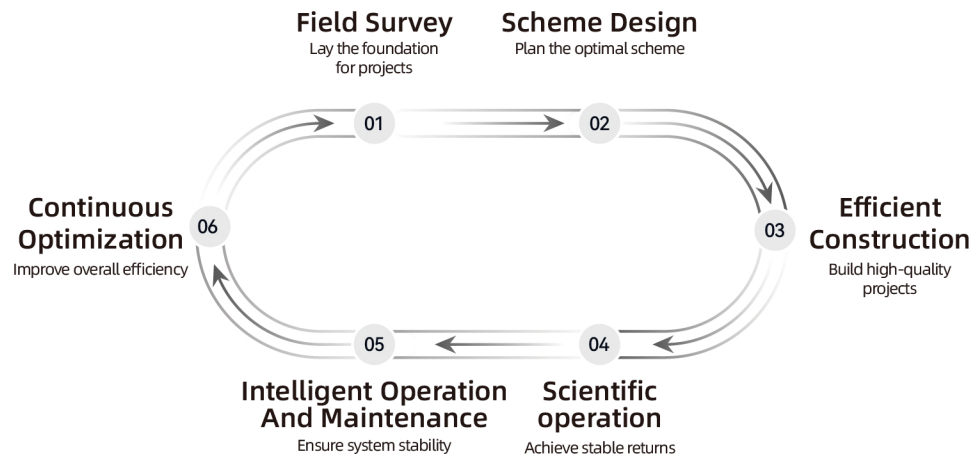 Field Survey
Lay the foundation
for projects
Scheme Design
Plan the optimal scheme
01
02
Efficient
Construction
Build high-quality
projects
03
04
Scientific
operation
Achieve stable returns
05
Intelligent Operation
And Maintenance
Ensure system stability
06
Continuous
Optimization
Improve overall efficiency